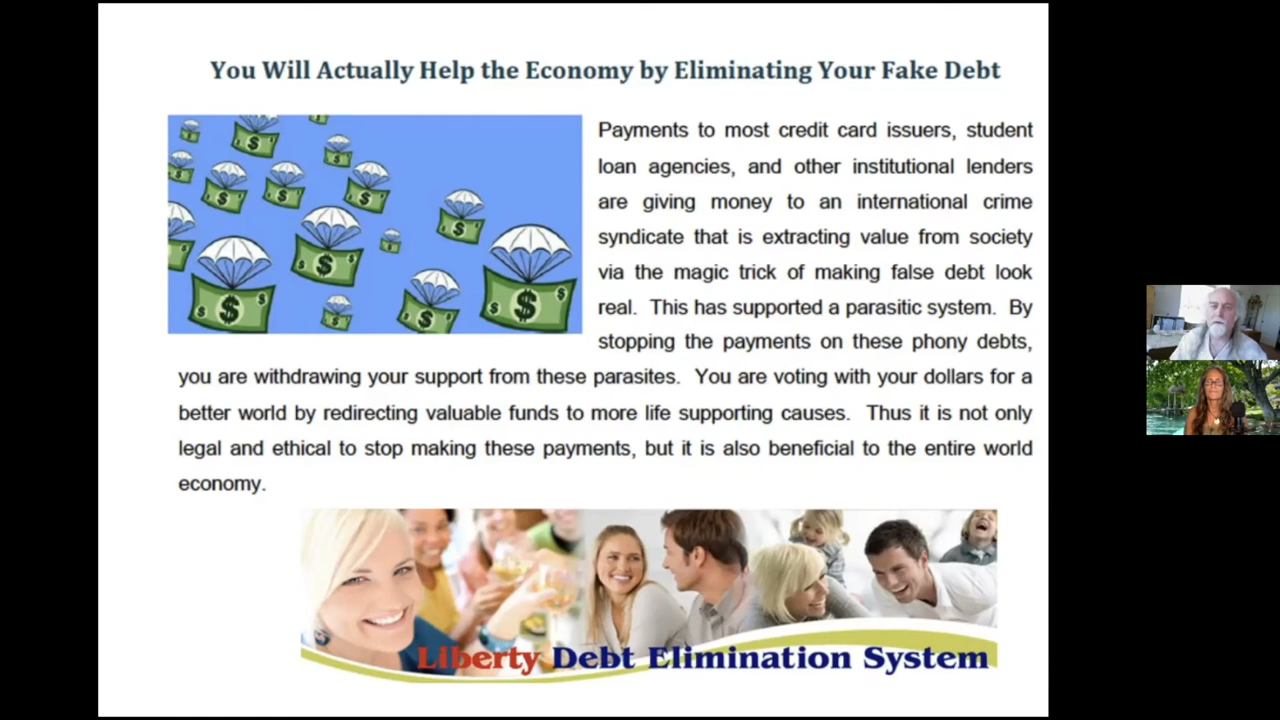 You Will Actually Help the Economy by Eliminating Your Fake Debt
Payments to most credit card issuers, student
loan agencies, and other institutional lenders
are giving money to an international crime
syndicate that is extracting value from society
via the magic trick of making false debt look
real. This has supported a parasitic system. By
stopping the payments on these phony debts,
you are withdrawing your support from these parasites. You are voting with your dollars for a
better world by redirecting valuable funds to more life supporting causes. Thus it is not only
legal and ethical to stop making these payments, but it is also beneficial to the entire world
economy.
Liberty Debt Elimination System